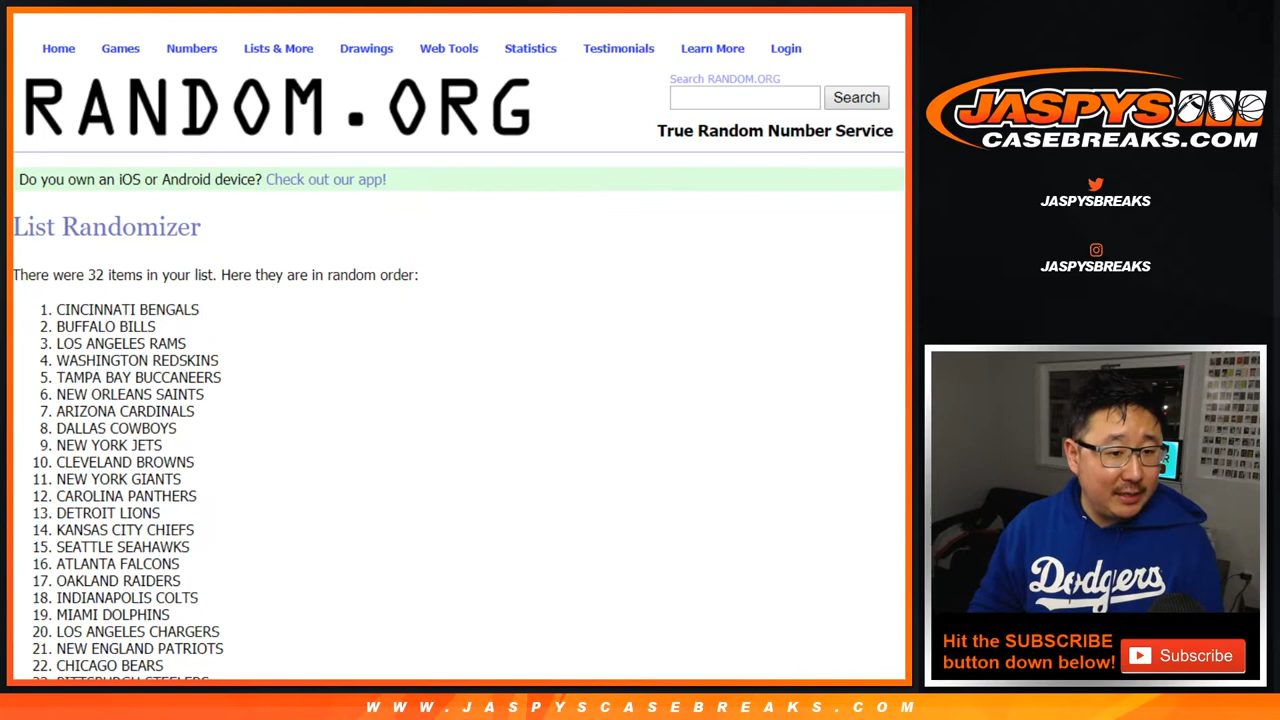 Home Games Numbers Lists & More Drawings Web Tools Statistics Testimonials Learn More Login
RANDOM.ORG
Search RANDOM.ORG
Search
True Random Number Service
Do you own an iOS or Android device? Check out our app!
List Randomizer
There were 32 items in your list. Here they are in random order:
1. CINCINNATI BENGALS
2. BUFFALO BILLS
3. LOS ANGELES RAMS
4. WASHINGTON REDSKINS
5. TAMPA BAY BUCCANEERS
6. NEW ORLEANS SAINTS
7. ARIZONA CARDINALS
8. DALLAS COWBOYS
9. NEW YORK JETS
10. CLEVELAND BROWNS
11. NEW YORK GIANTS
12. CAROLINA PANTHERS
13. DETROIT LIONS
14. KANSAS CITY CHIEFS
15. SEATTLE SEAHAWKS
16. ATLANTA FALCONS
17. OAKLAND RAIDERS
18. INDIANAPOLIS COLTS
19. MIAMI DOLPHINS
20. LOS ANGELES CHARGERS
21. NEW ENGLAND PATRIOTS
22. CHICAGO BEARS
23. PITTSBURGH STEELERS
JASPYS
CASEBREAKS.COM
JASPYSBREAKS
JASPYSBREAKS
Dodgers
Hit the SUBSCRIBE
button down below!
Subscribe
WWW.JASPYSCASEBREAKS.COM